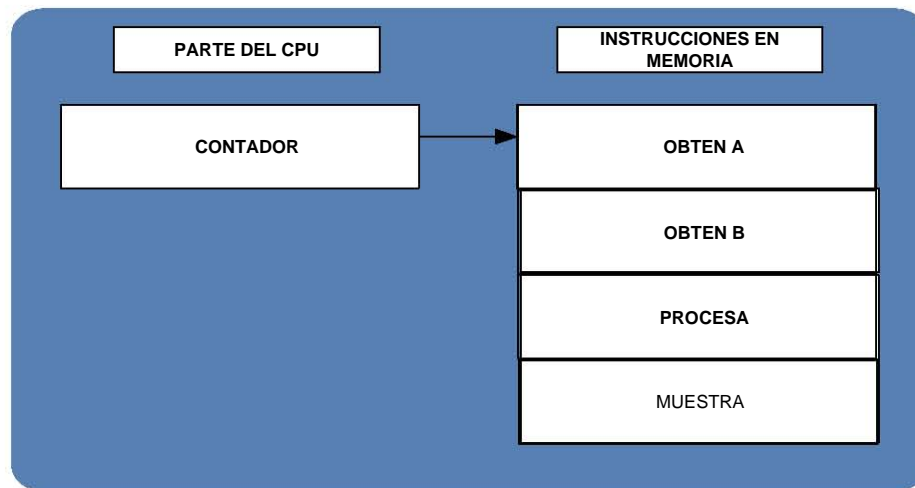 PARTE DEL CPU
INSTRUCCIONES EN
MEMORIA
CONTADOR
OBTEN A
OBTEN B
PROCESA
MUESTRA